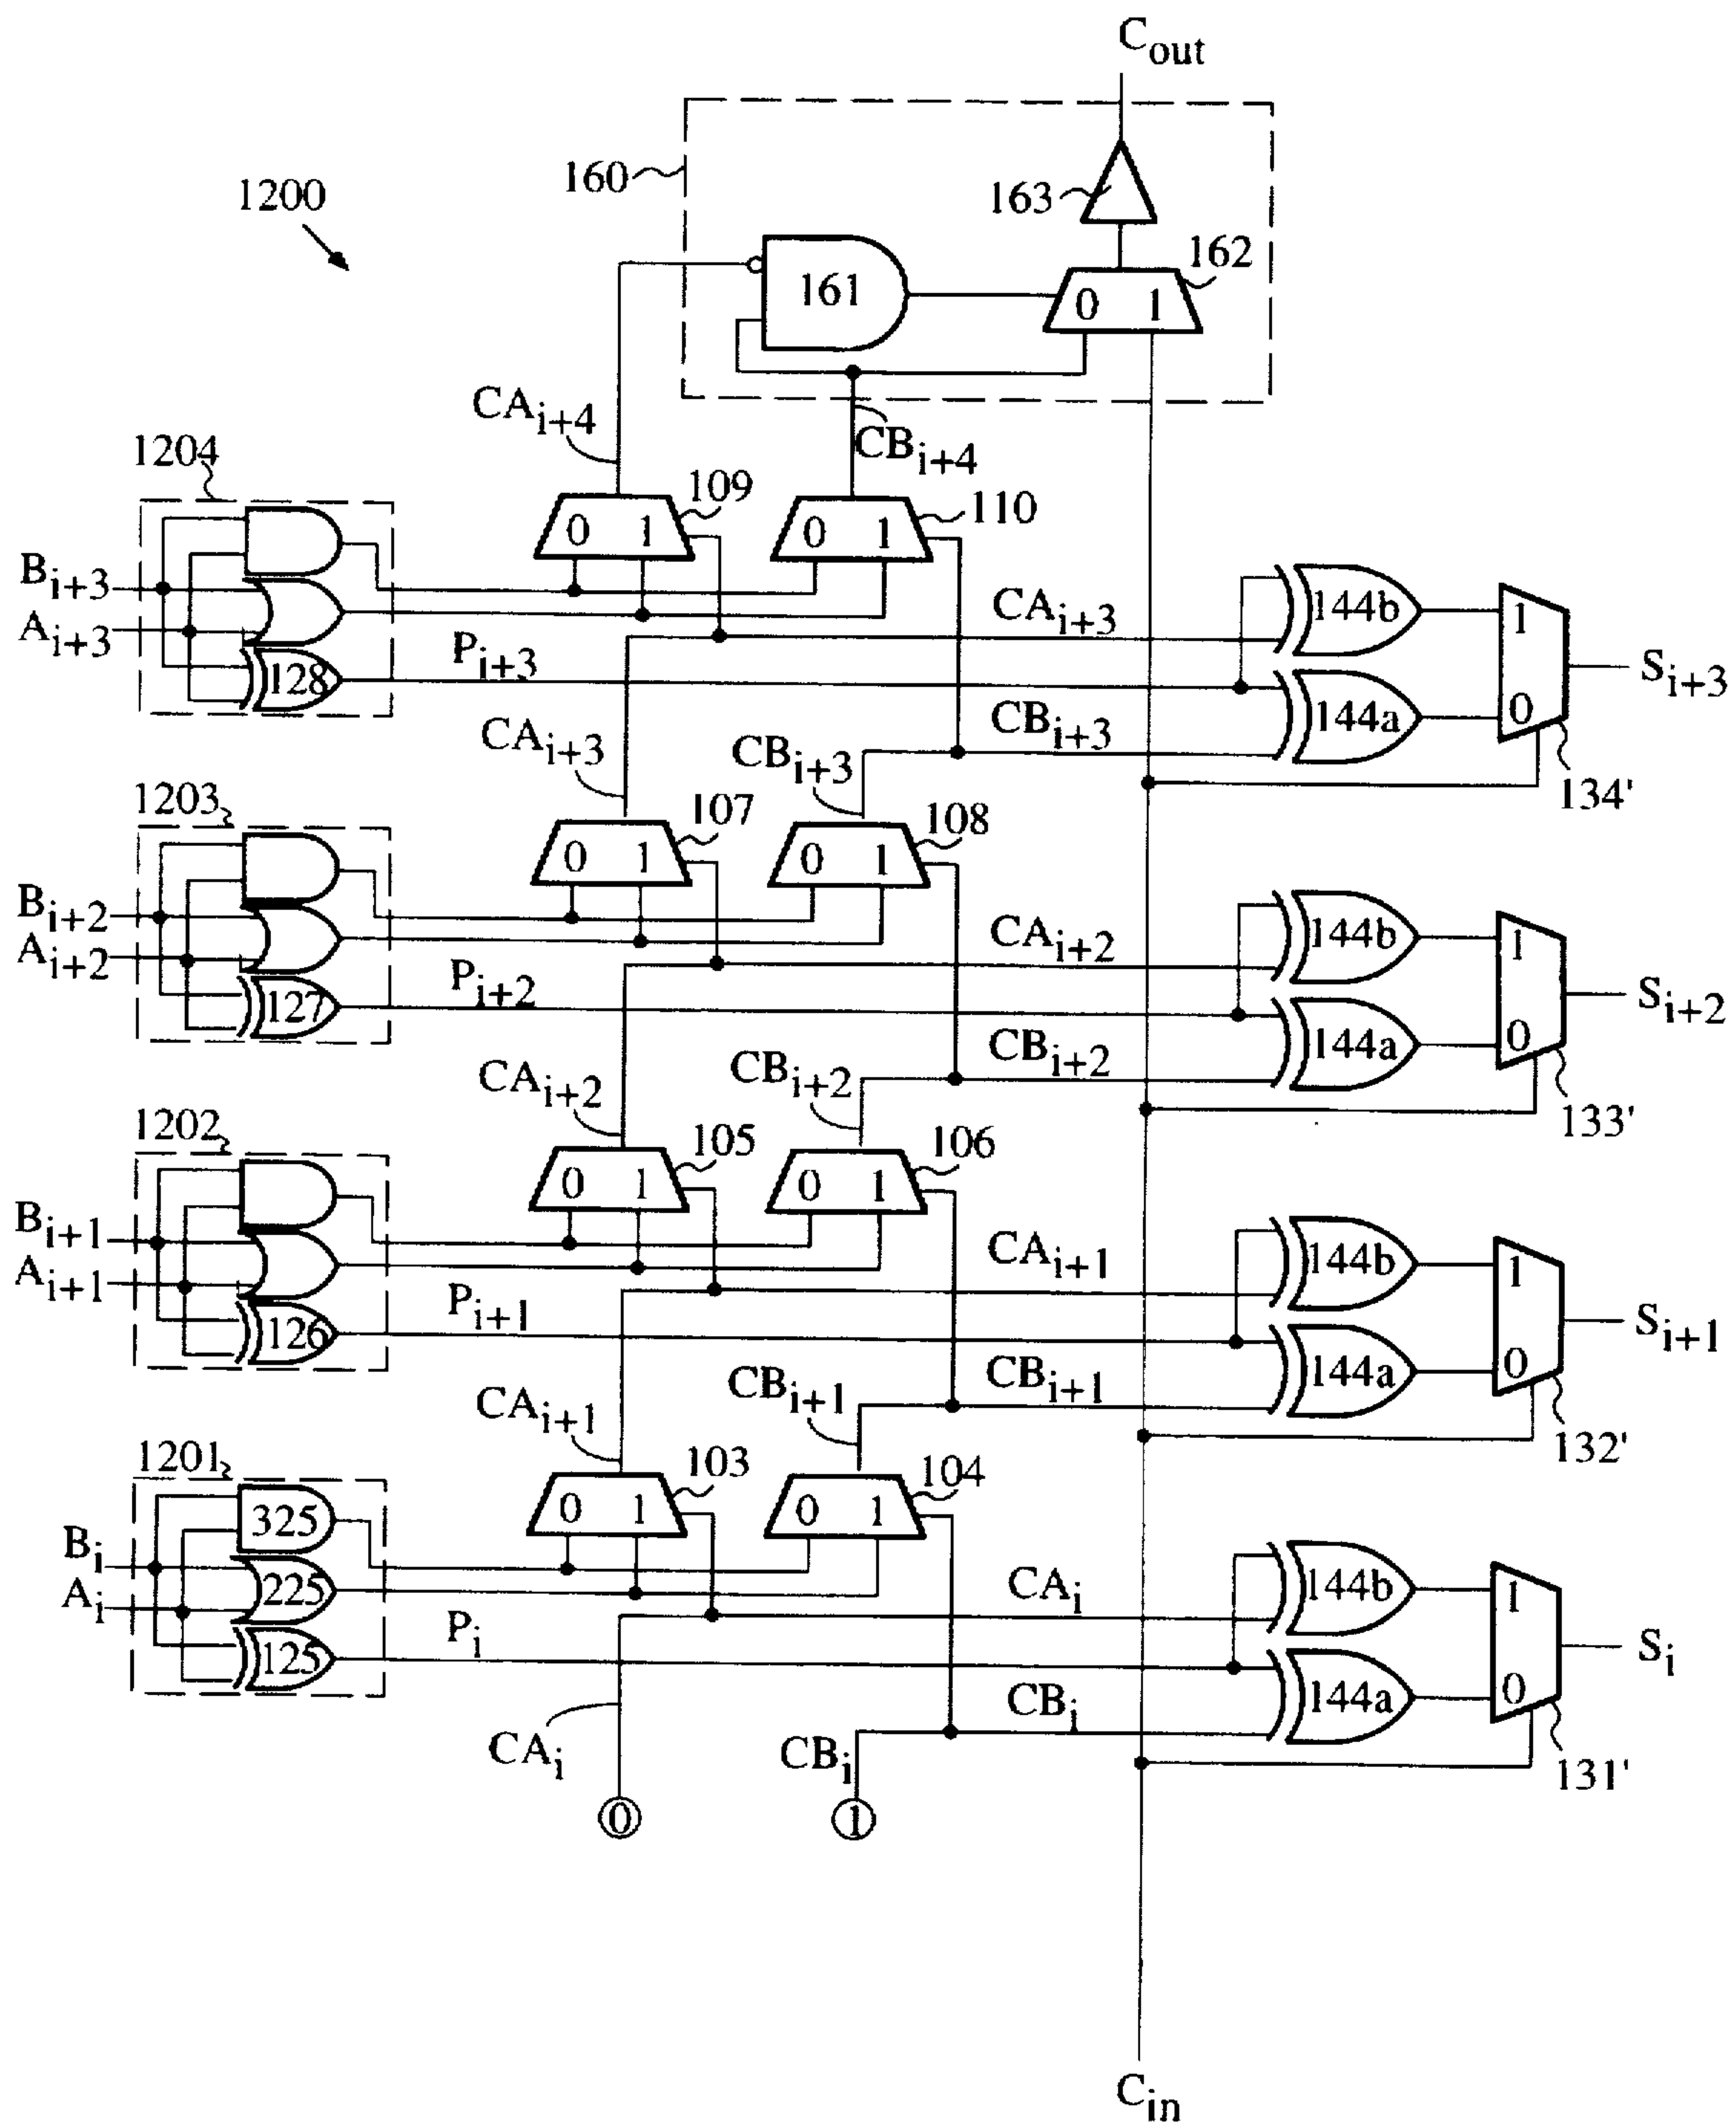 C_out
160
163
1200
162
161
0 1
CA_i+4
CB_i+4
1204
109
110
0 1
0 1
B_i+3
A_i+3
128
P_i+3
CA_i+3
144b
1
S_i+3
CB_i+3
144a
0
134'
CA_i+3
CB_i+3
1203
107
108
0 1
0 1
B_i+2
A_i+2
127
P_i+2
CA_i+2
144b
1
S_i+2
CB_i+2
144a
0
133'
CA_i+2
CB_i+2
1202
105
106
0 1
0 1
B_i+1
A_i+1
126
P_i+1
CA_i+1
144b
1
S_i+1
CB_i+1
144a
0
132'
CA_i+1
CB_i+1
1201
103
104
0 1
0 1
325
B_i
225
A_i
125
P_i
CA_i
144b
1
S_i
CB_i
144a
0
131'
CA_i
CB_i
0
1
C_in